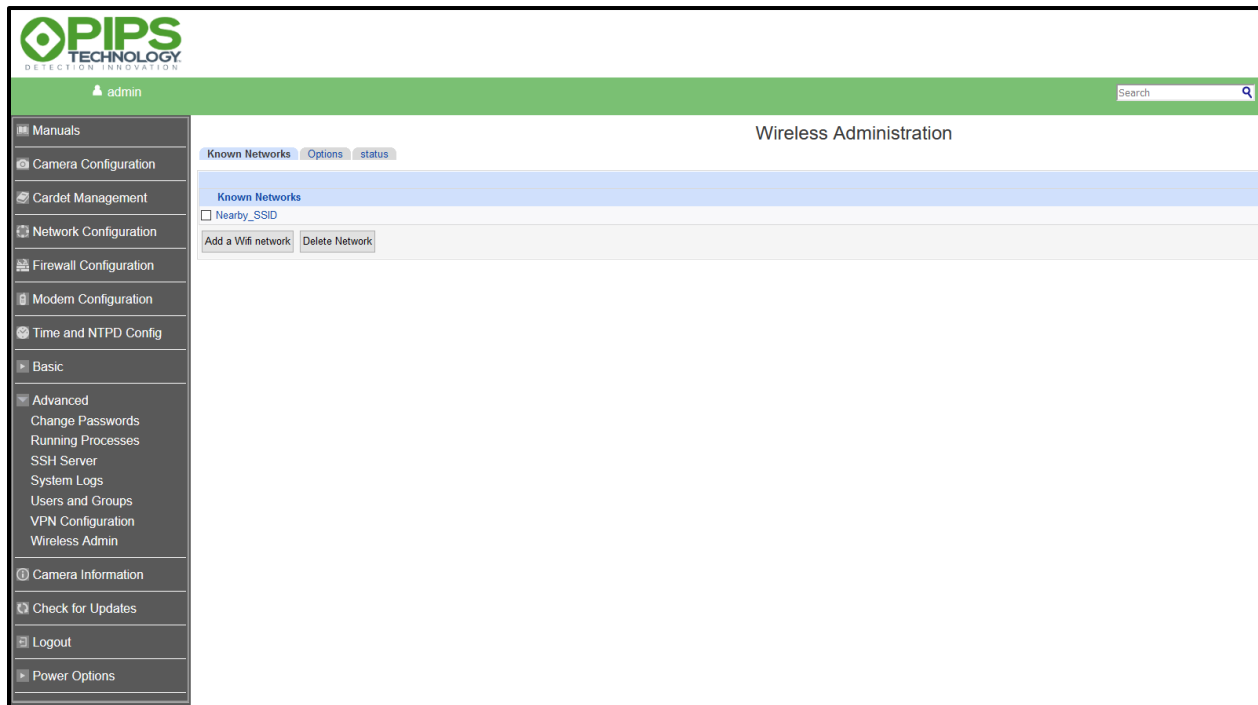 PIPS
TECHNOLOGY
DETECTION INNOVATION
admin
Search
Manuals
Camera Configuration
Cardet Management
Network Configuration
Firewall Configuration
Modem Configuration
Time and NTPD Config
Basic
Advanced
Change Passwords
Running Processes
SSH Server
System Logs
Users and Groups
VPN Configuration
Wireless Admin
Camera Information
Check for Updates
Logout
Power Options
Wireless Administration
Known Networks Options status
Known Networks
Nearby_SSID
Add a Wifi network Delete Network